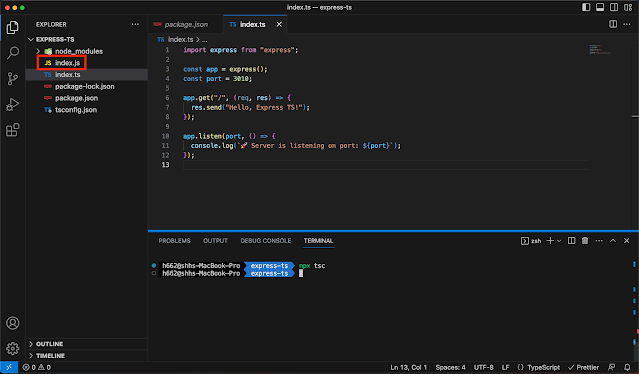 index.ts — express-ts
EXPLORER
EXPRESS-TS
node_modules
JS index.js
TS index.ts
package-lock.json
package.json
tsconfig.json
OUTLINE
TIMELINE
package.json
TS index.ts
TS index.ts > ...
1 import express from "express";
2
3 const app = express();
4 const port = 3010;
5
6 app.get("/", (req, res) => {
7 res.send("Hello, Express TS!");
8 });
9
10 app.listen(port, () => {
11 console.log(`🚀 Server is listening on port: ${port}`);
12 });
13
PROBLEMS OUTPUT DEBUG CONSOLE TERMINAL
zsh
h662@shhs-MacBook-Pro express-ts npx tsc
h662@shhs-MacBook-Pro express-ts
0 0 Ln 13, Col 1 Spaces: 4 UTF-8 LF {} TypeScript Prettier